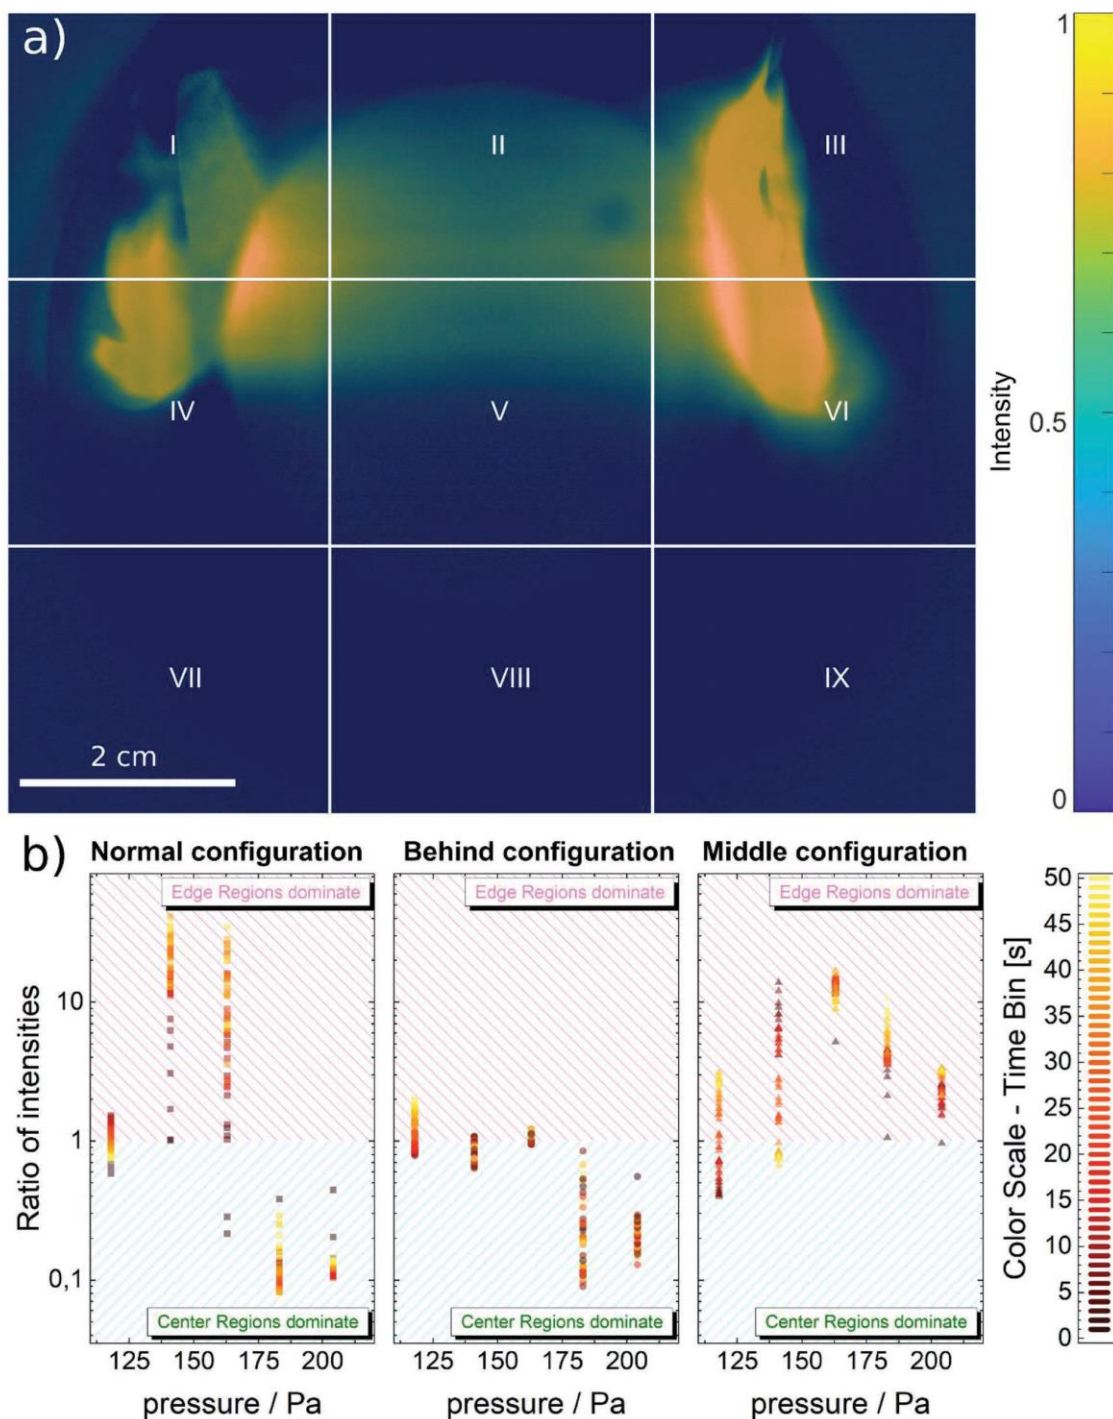 a)
I
II
III
IV
V
VI
VII
VIII
IX
2 cm
1
0.5
0
Intensity
b)
Normal configuration
Behind configuration
Middle configuration
Edge Regions dominate
Edge Regions dominate
Edge Regions dominate
Ratio of intensities
10
1
0,1
Center Regions dominate
Center Regions dominate
Center Regions dominate
125 150 175 200
125 150 175 200
125 150 175 200
pressure / Pa
pressure / Pa
pressure / Pa
Color Scale - Time Bin [s]
50
45
40
35
30
25
20
15
10
5
0